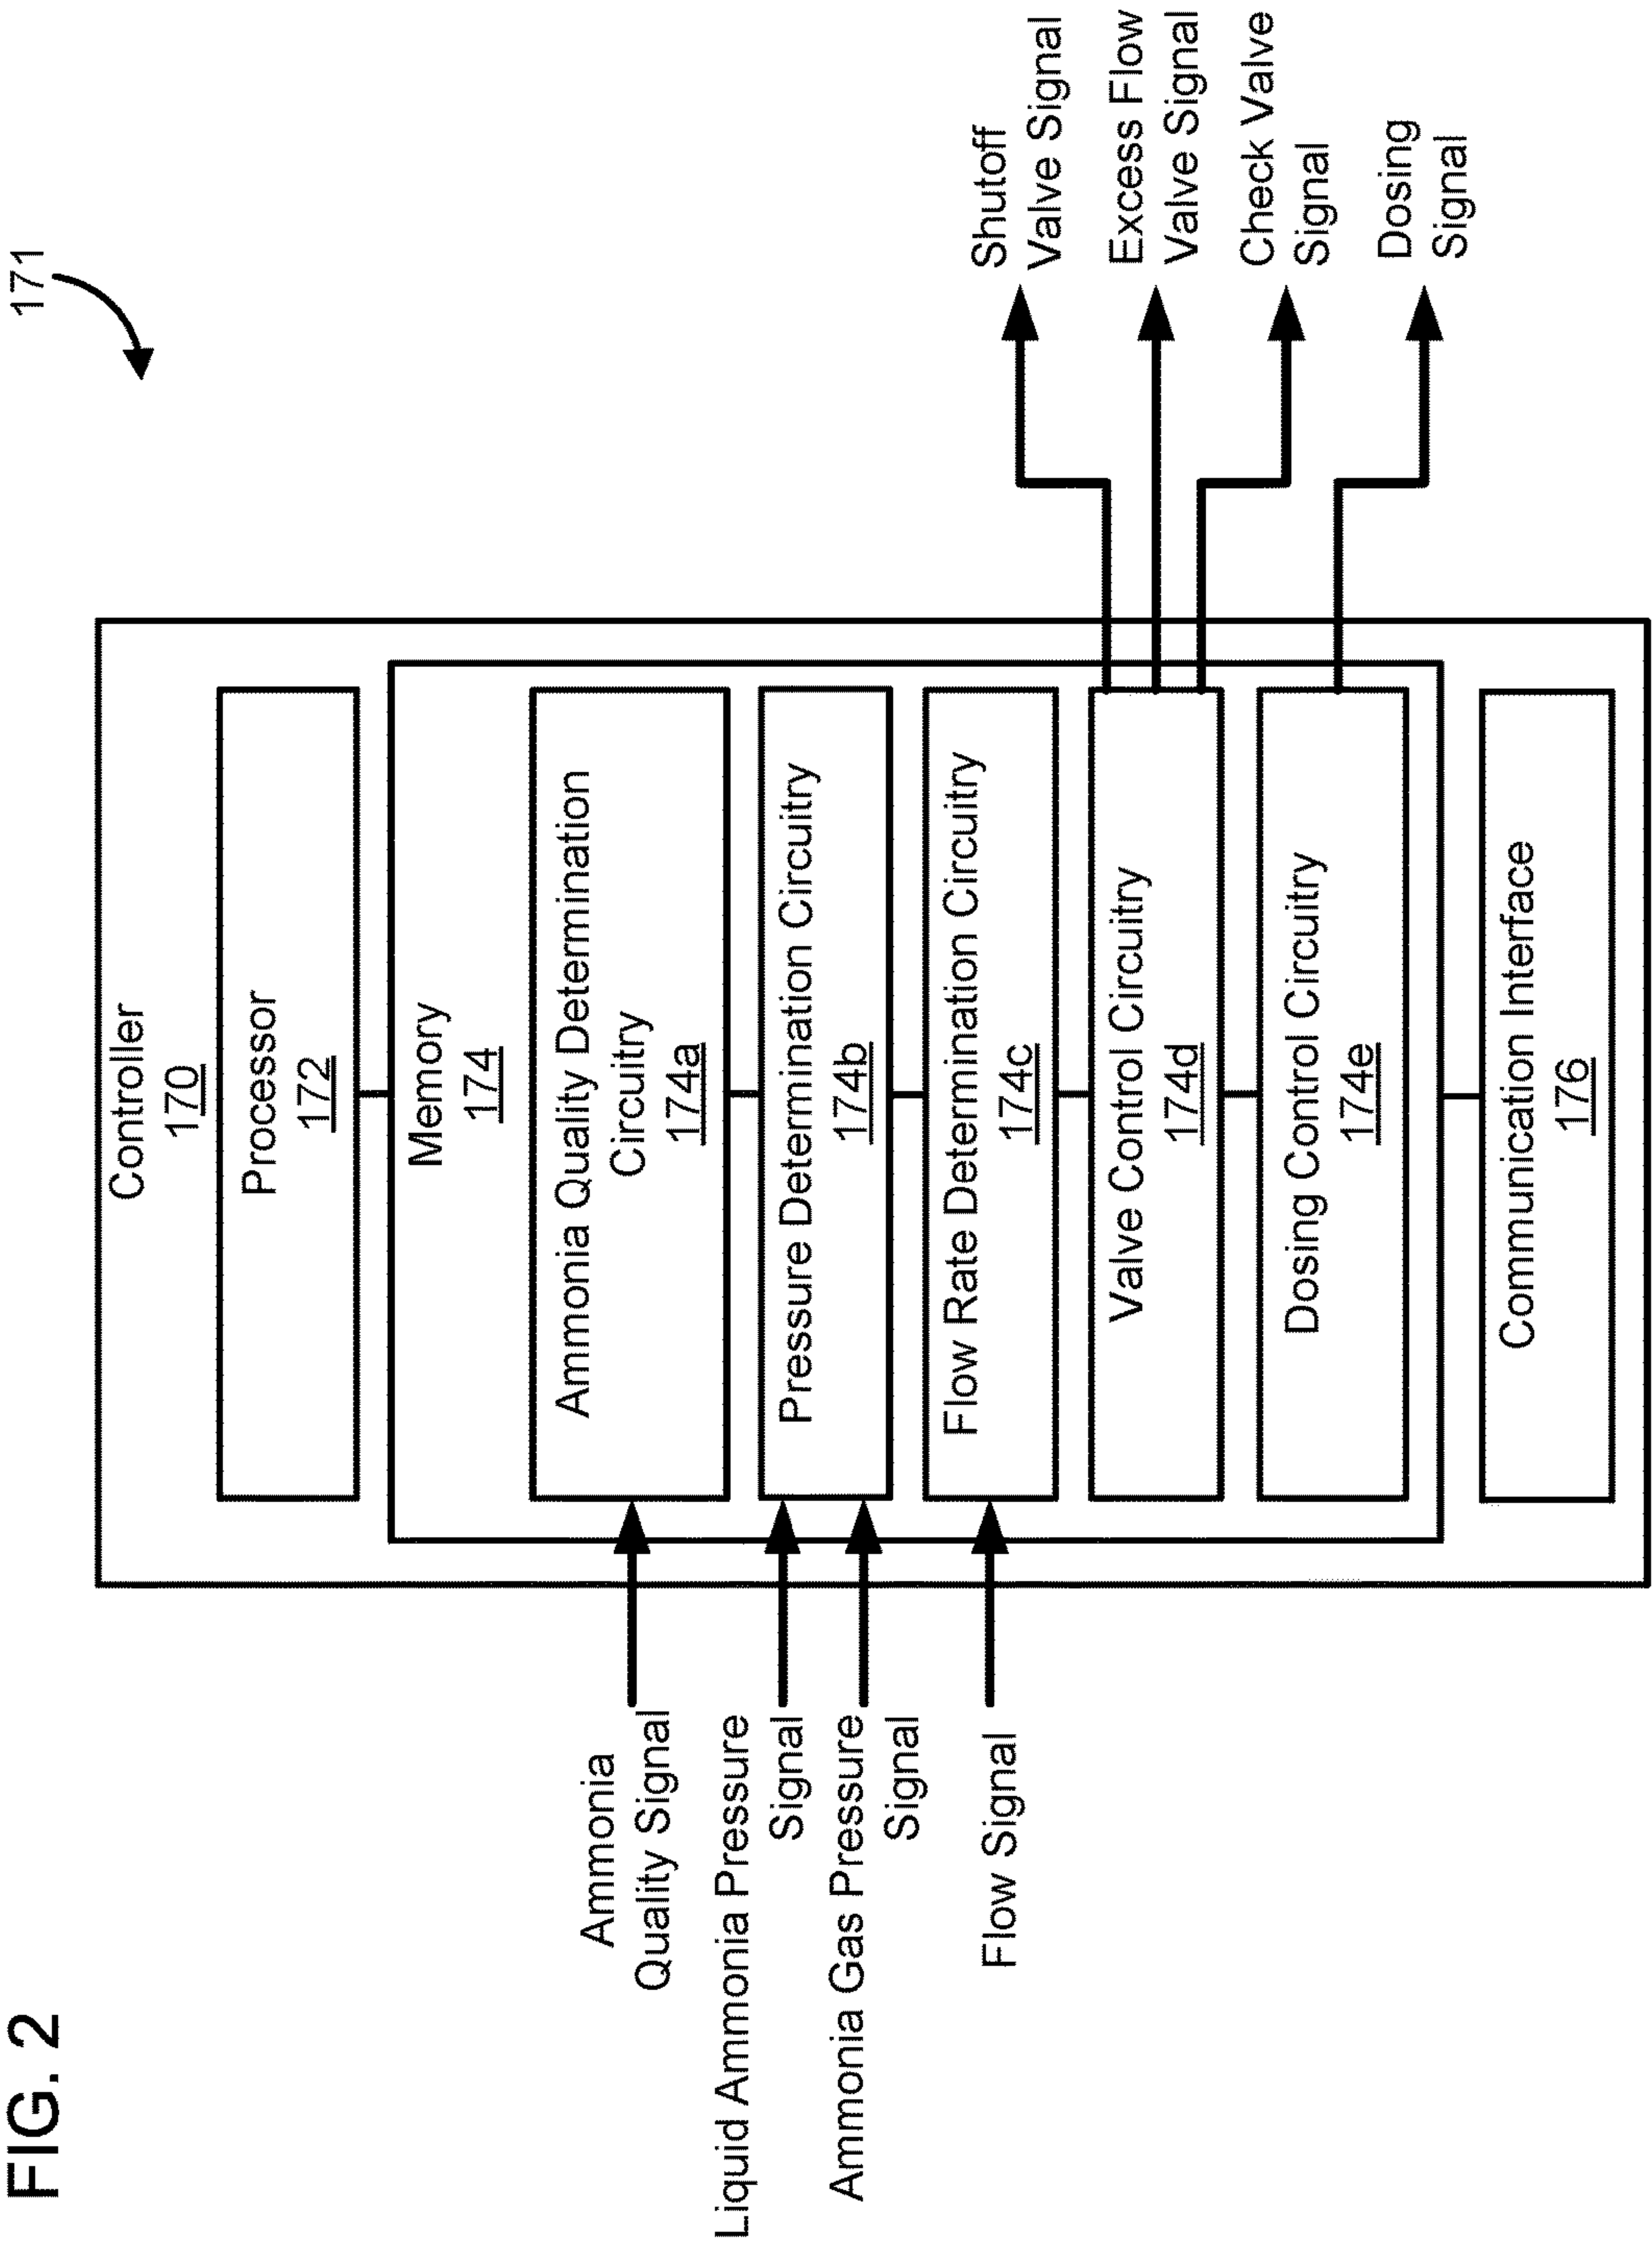 FIG. 2
171
Controller
170
Processor
172
Memory
174
Ammonia Quality Determination
Circuitry
174a
Pressure Determination Circuitry
174b
Flow Rate Determination Circuitry
174c
Valve Control Circuitry
174d
Dosing Control Circuitry
174e
Communication Interface
176
Ammonia
Quality Signal
Liquid Ammonia Pressure
Signal
Ammonia Gas Pressure
Signal
Flow Signal
Shutoff
Valve Signal
Excess Flow
Valve Signal
Check Valve
Signal
Dosing
Signal